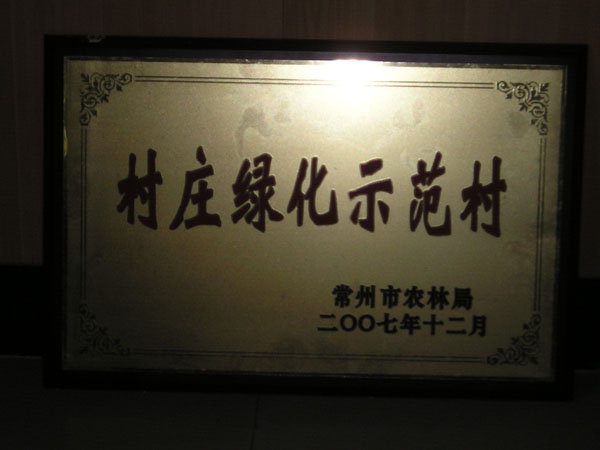 村庄绿化示范村
常州市农林局
二〇〇七年十二月